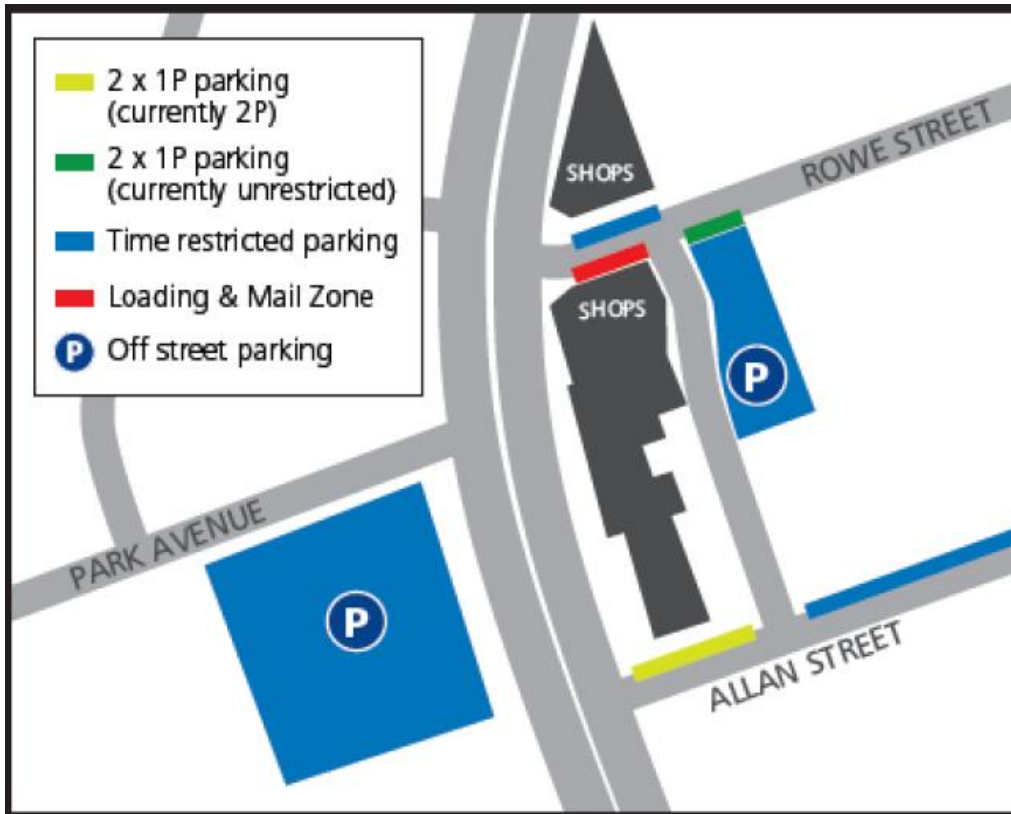 2 x 1P parking
(currently 2P)
2 x 1P parking
(currently unrestricted)
Time restricted parking
Loading & Mail Zone
P Off street parking
SHOPS
ROWE STREET
SHOPS
P
PARK AVENUE
P
ALLAN STREET